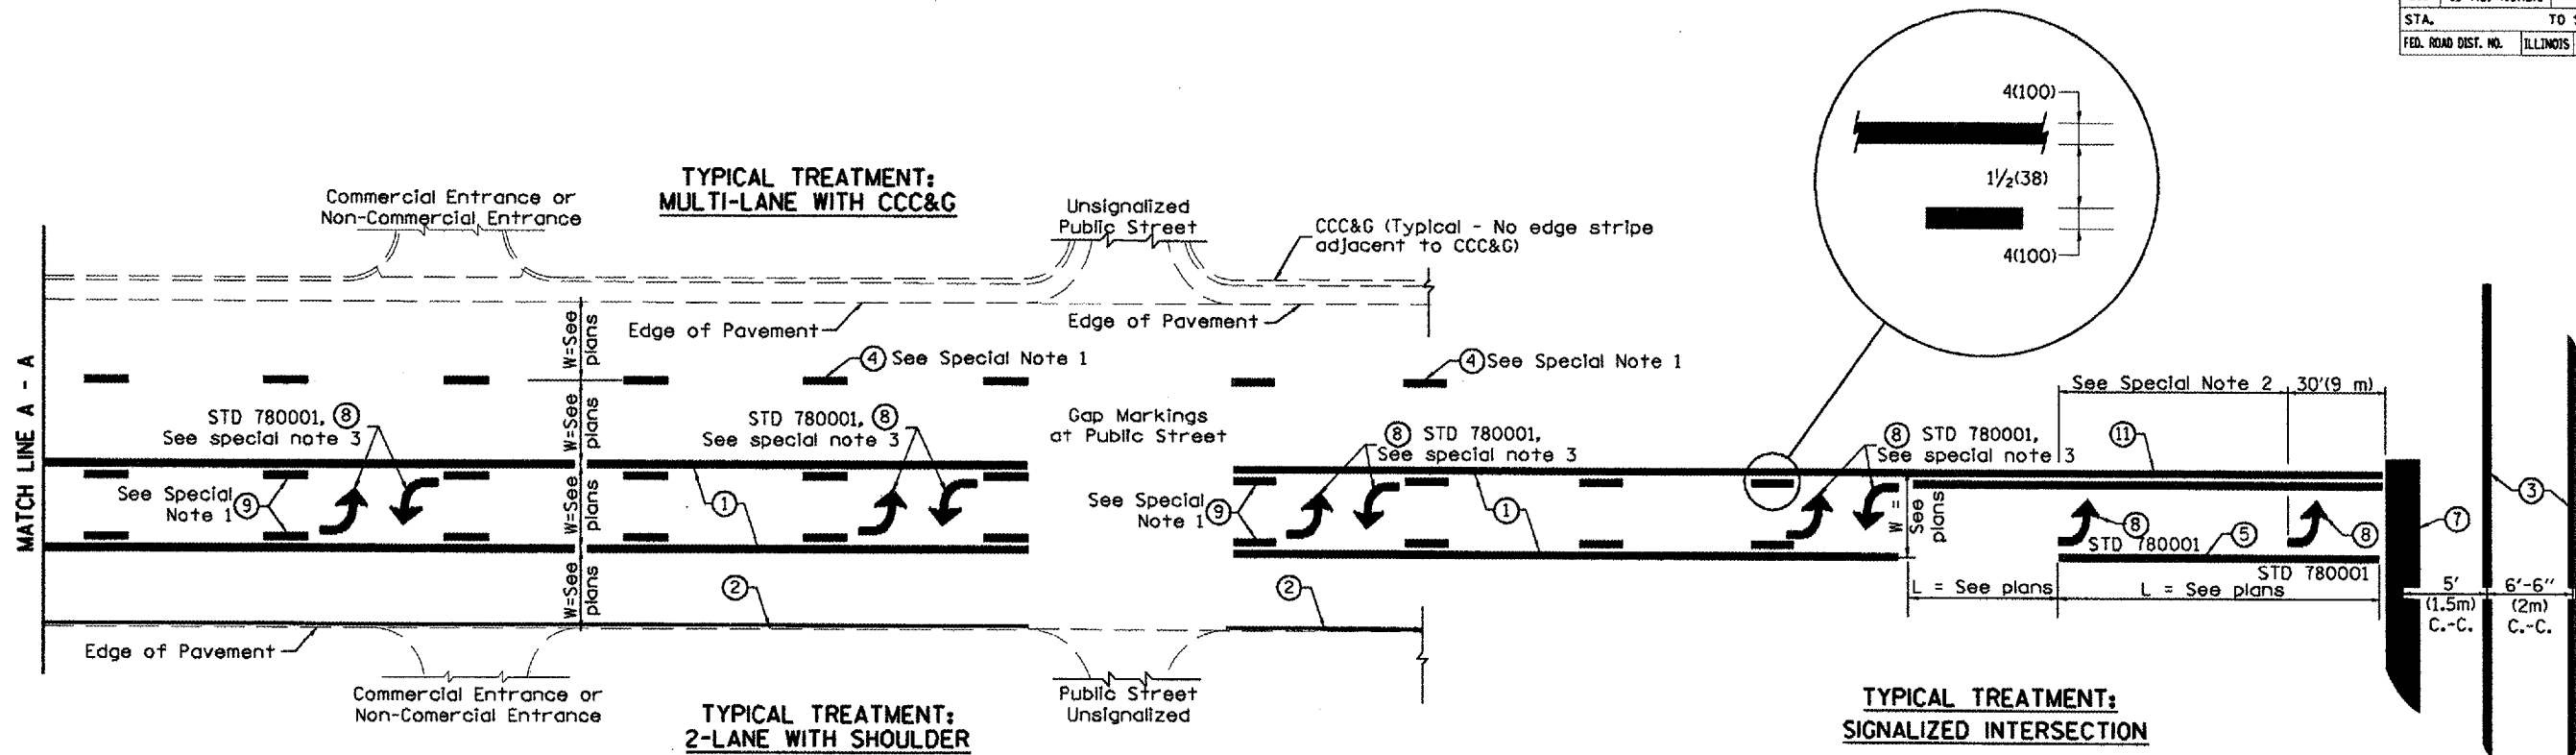 STA. TO
FED. ROAD DIST. NO. ILLINOIS
4(100)
1½(38)
4(100)
TYPICAL TREATMENT:
MULTI-LANE WITH CCC&G
Commercial Entrance or
Non-Commercial Entrance
Unsignalized
Public Street
CCC&G (Typical - No edge stripe
adjacent to CCC&G)
Edge of Pavement
Edge of Pavement
MATCH LINE A - A
W=See
plans
W=See
plans
W=See
plans
W=See
plans
4 See Special Note 1
4 See Special Note 1
STD 780001, 8
See special note 3
STD 780001, 8
See special note 3
Gap Markings
at Public Street
8 STD 780001,
See special note 3
8 STD 780001,
See special note 3
See Special Note 2
30'(9 m)
11
See Special
Note 1 9
1
See Special
Note 1 9
1
W =
See
plans
8
STD 780001
5
8
STD 780001
7
3
2
2
L = See plans
L = See plans
5'
(1.5m)
C.-C.
6'-6"
(2m)
C.-C.
Edge of Pavement
Commercial Entrance or
Non-Comercial Entrance
Public Street
Unsignalized
TYPICAL TREATMENT:
2-LANE WITH SHOULDER
TYPICAL TREATMENT:
SIGNALIZED INTERSECTION